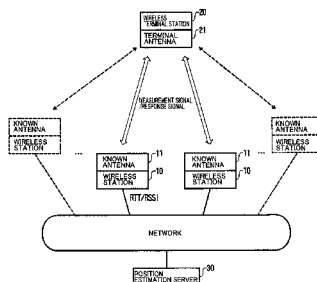 WIRELESS
TERMINAL STATION
20
TERMINAL
ANTENNA
21
MEASUREMENT SIGNAL/
RESPONSE SIGNAL
KNOWN
ANTENNA
WIRELESS
STATION
KNOWN
ANTENNA
WIRELESS
STATION
...
KNOWN
ANTENNA
11
WIRELESS
STATION
10
KNOWN
ANTENNA
11
WIRELESS
STATION
10
...
RTT/RSSI
NETWORK
POSITION
ESTIMATION SERVER
30